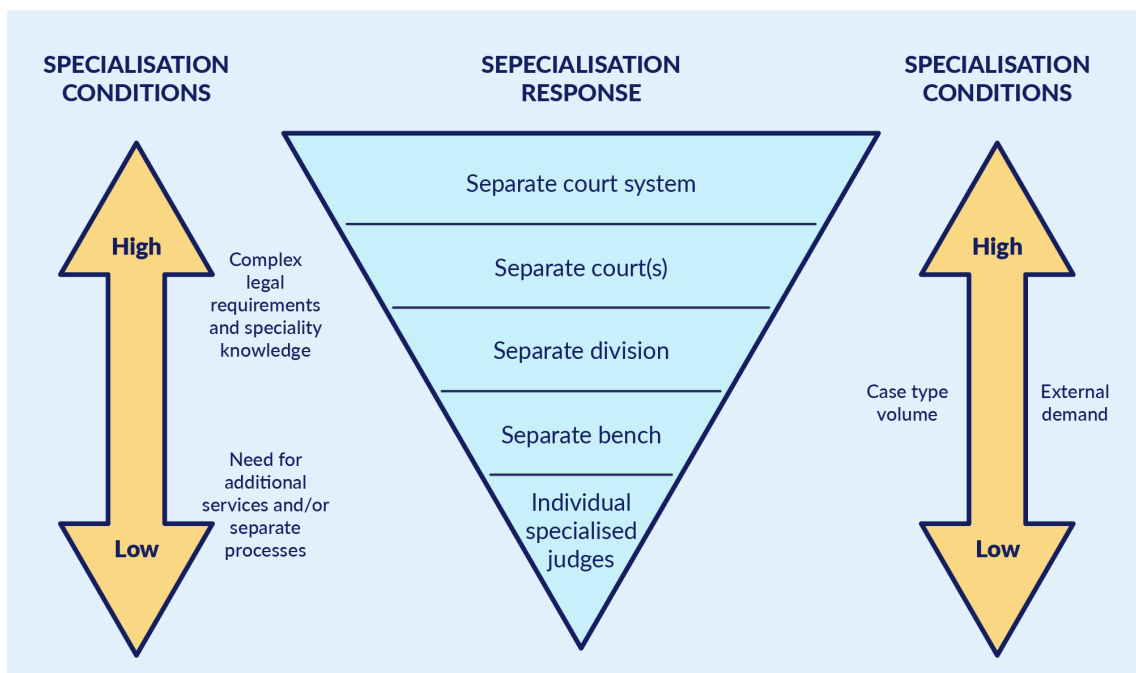 SPECIALISATION
CONDITIONS
High
Complex
legal
requirements
and speciality
knowledge
Need for
additional
services and/or
separate
processes
Low
SEPECIALISATION
RESPONSE
Separate court system
Separate court(s)
Separate division
Separate bench
Individual
specialised
judges
SPECIALISATION
CONDITIONS
High
Case type
volume
External
demand
Low